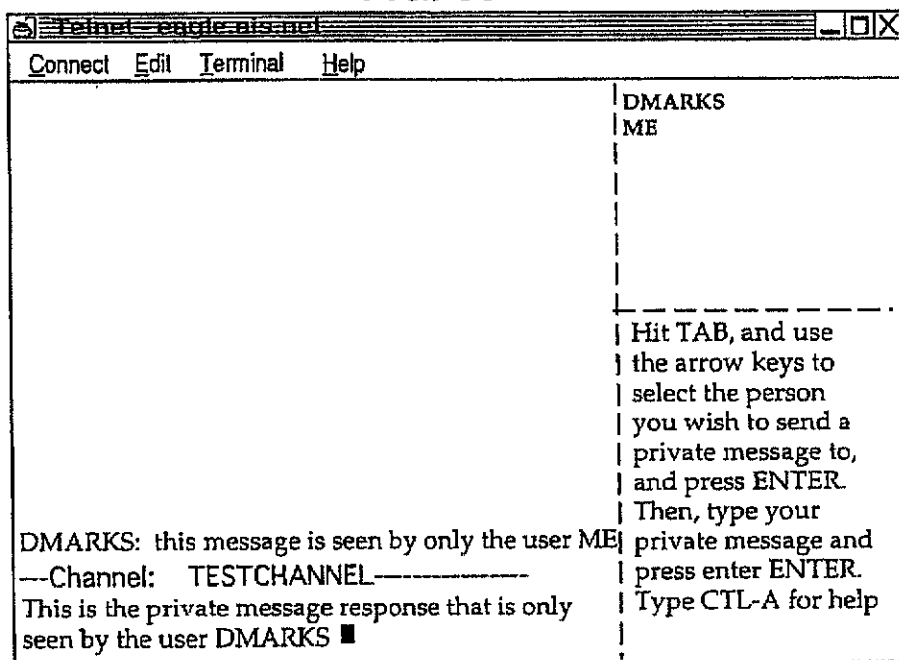 Telnet - eagle.ais.net
Connect Edit Terminal Help
DMARKS
ME
Hit TAB, and use
the arrow keys to
select the person
you wish to send a
private message to,
and press ENTER.
Then, type your
private message and
press enter ENTER.
Type CTL-A for help
DMARKS: this message is seen by only the user ME
---Channel: TESTCHANNEL----------------
This is the private message response that is only
seen by the user DMARKS